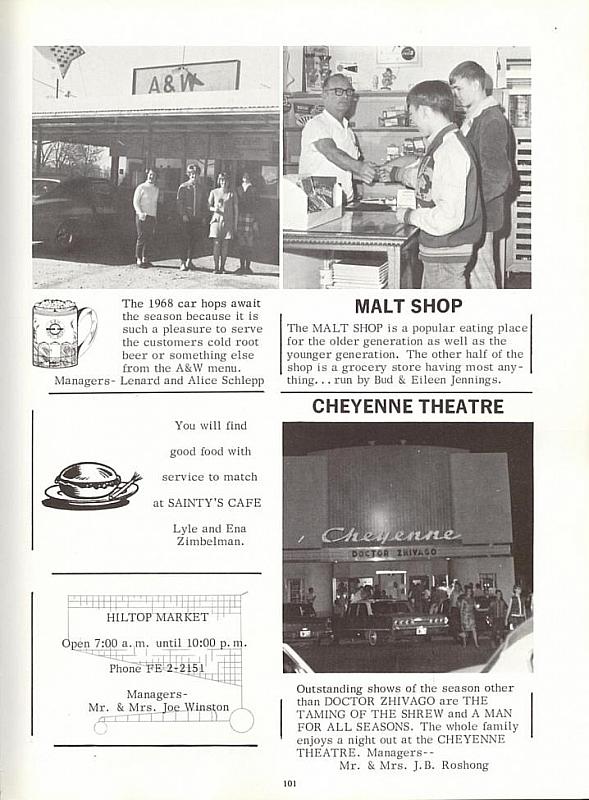 A&W
The 1968 car hops await
the season because it is
such a pleasure to serve
the customers cold root
beer or something else
from the A&W menu.
Managers- Lenard and Alice Schlepp
MALT SHOP
The MALT SHOP is a popular eating place
for the older generation as well as the
younger generation. The other half of the
shop is a grocery store having most any-
thing... run by Bud & Eileen Jennings.
You will find
good food with
service to match
at SAINTY'S CAFE
Lyle and Ena
Zimbelman.
CHEYENNE THEATRE
Cheyenne
DOCTOR ZHIVAGO
HILTOP MARKET
Open 7:00 a.m. until 10:00 p.m.
Phone FE 2-2151
Managers-
Mr. & Mrs. Joe Winston
Outstanding shows of the season other
than DOCTOR ZHIVAGO are THE
TAMING OF THE SHREW and A MAN
FOR ALL SEASONS. The whole family
enjoys a night out at the CHEYENNE
THEATRE. Managers--
Mr. & Mrs. J.B. Roshong
101